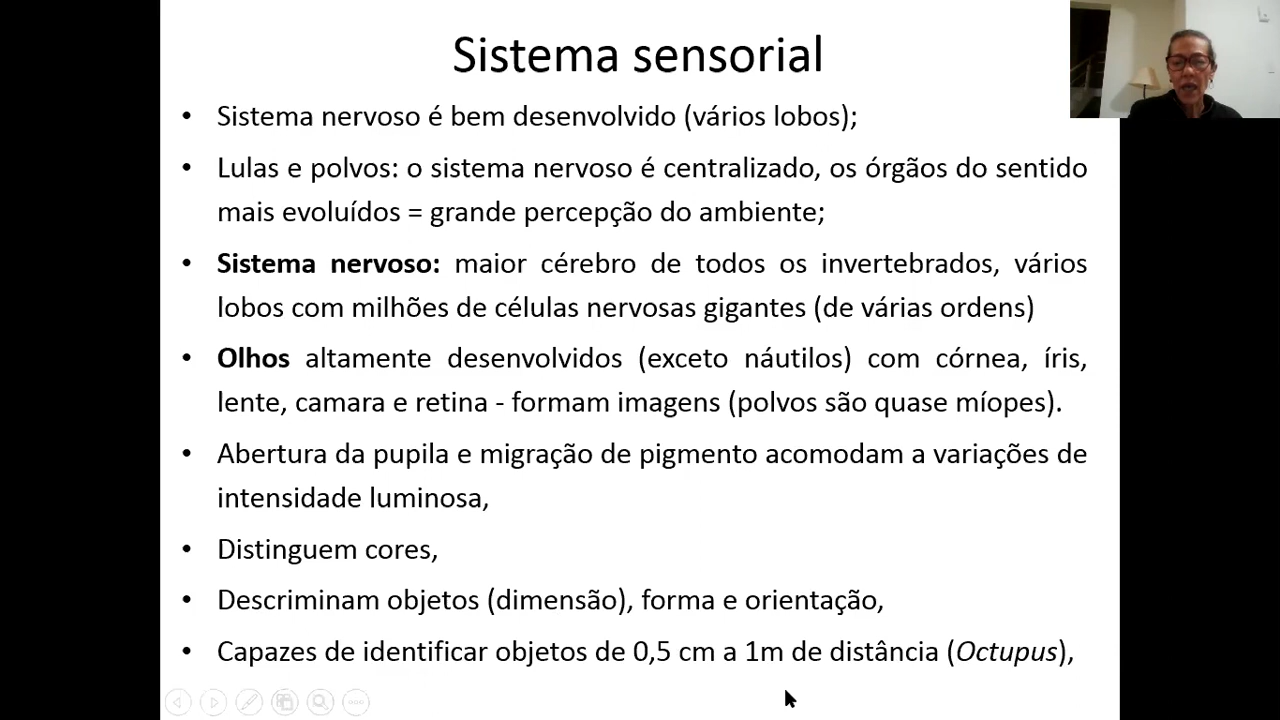 Sistema sensorial
• Sistema nervoso é bem desenvolvido (vários lobos);
• Lulas e polvos: o sistema nervoso é centralizado, os órgãos do sentido
mais evoluídos = grande percepção do ambiente;
• Sistema nervoso: maior cérebro de todos os invertebrados, vários
lobos com milhões de células nervosas gigantes (de várias ordens)
• Olhos altamente desenvolvidos (exceto náutilos) com córnea, íris,
lente, camara e retina - formam imagens (polvos são quase míopes).
• Abertura da pupila e migração de pigmento acomodam a variações de
intensidade luminosa,
• Distinguem cores,
• Descriminam objetos (dimensão), forma e orientação,
• Capazes de identificar objetos de 0,5 cm a 1m de distância (Octupus),